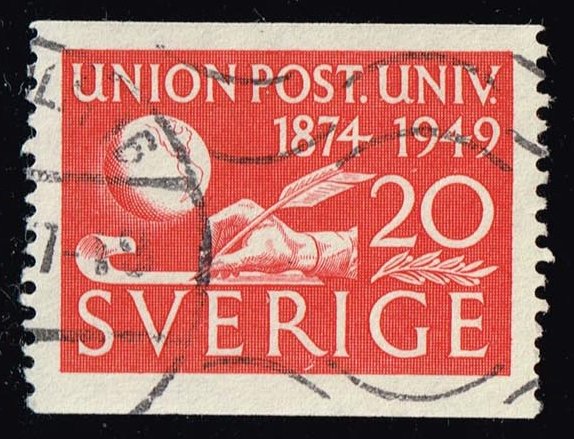 UNION POST. UNIV.
1874 1949
20
SVERIGE